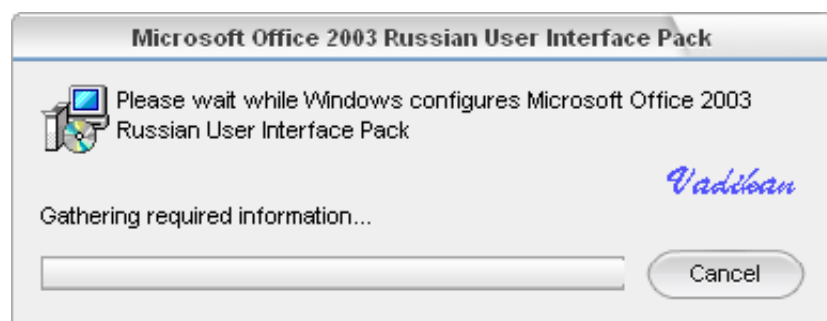 Microsoft Office 2003 Russian User Interface Pack
Please wait while Windows configures Microsoft Office 2003
Russian User Interface Pack
Vadikan
Gathering required information...
Cancel